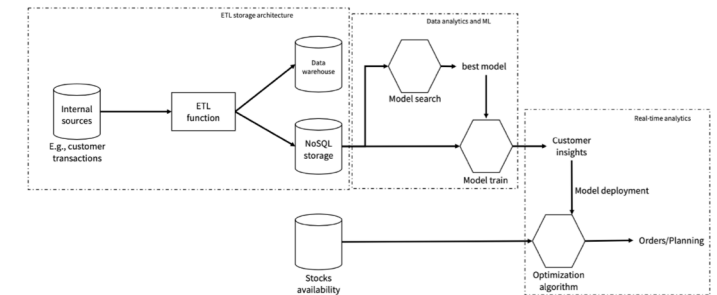 ETL storage architecture
Data analytics and ML
Data
warehouse
best model
Model search
Internal
sources
ETL
function
E.g., customer
transactions
NoSQL
storage
Real-time analytics
Customer
insights
Model train
Model deployment
Orders/Planning
Stocks
availability
Optimization
algorithm